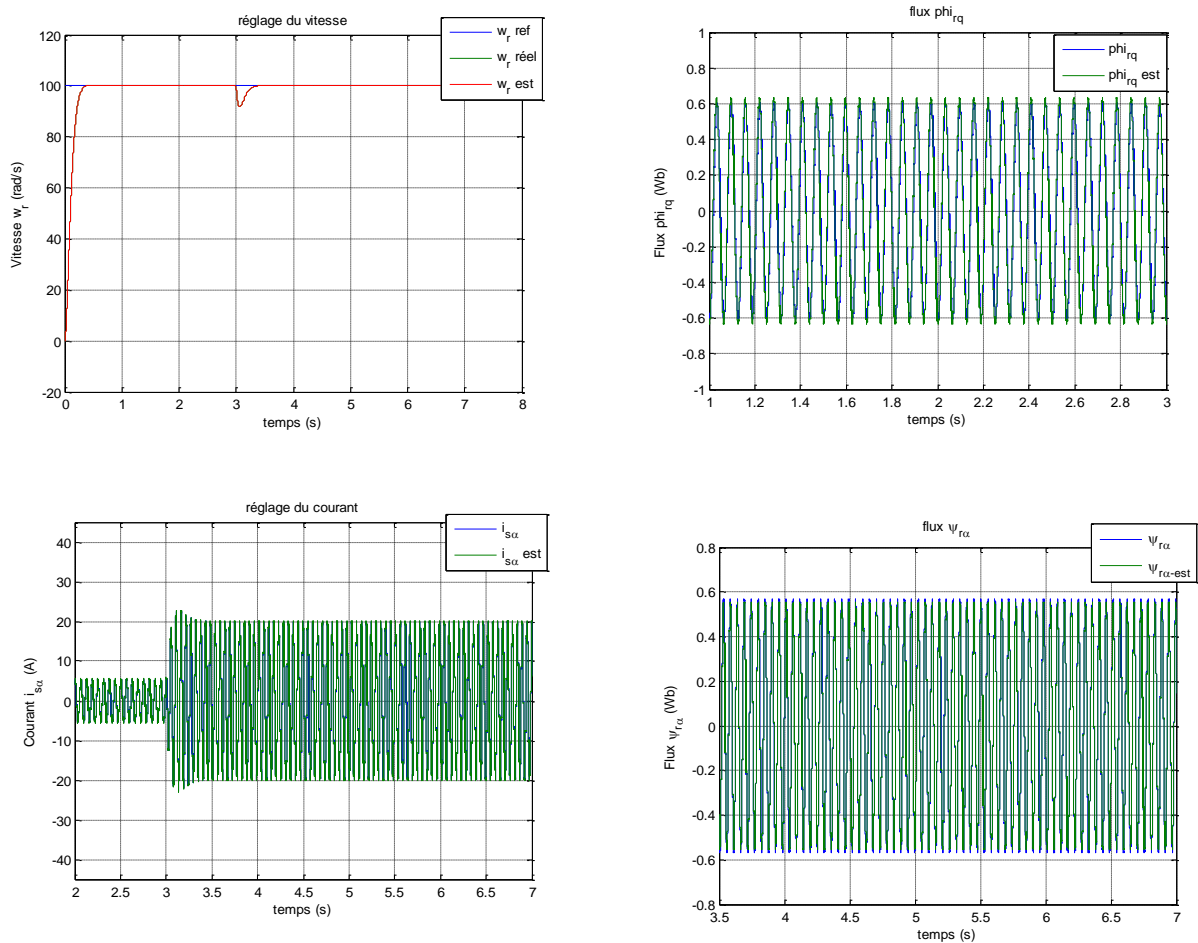 réglage du vitesse
w_r ref
w_r réel
w_r est
120
100
80
60
40
20
0
-20
Vitesse w_r (rad/s)
0 1 2 3 4 5 6 7 8
temps (s)
flux phi_rq
phi_rq
phi_rq est
1
0.8
0.6
0.4
0.2
0
-0.2
-0.4
-0.6
-0.8
-1
Flux phi_rq (Wb)
1 1.2 1.4 1.6 1.8 2 2.2 2.4 2.6 2.8 3
temps (s)
réglage du courant
i_sα
i_sα est
40
30
20
10
0
-10
-20
-30
-40
Courant i_sα (A)
2 2.5 3 3.5 4 4.5 5 5.5 6 6.5 7
temps (s)
flux ψ_rα
ψ_rα
ψ_rα-est
0.8
0.6
0.4
0.2
0
-0.2
-0.4
-0.6
-0.8
Flux ψ_rα (Wb)
3.5 4 4.5 5 5.5 6 6.5 7
temps (s)